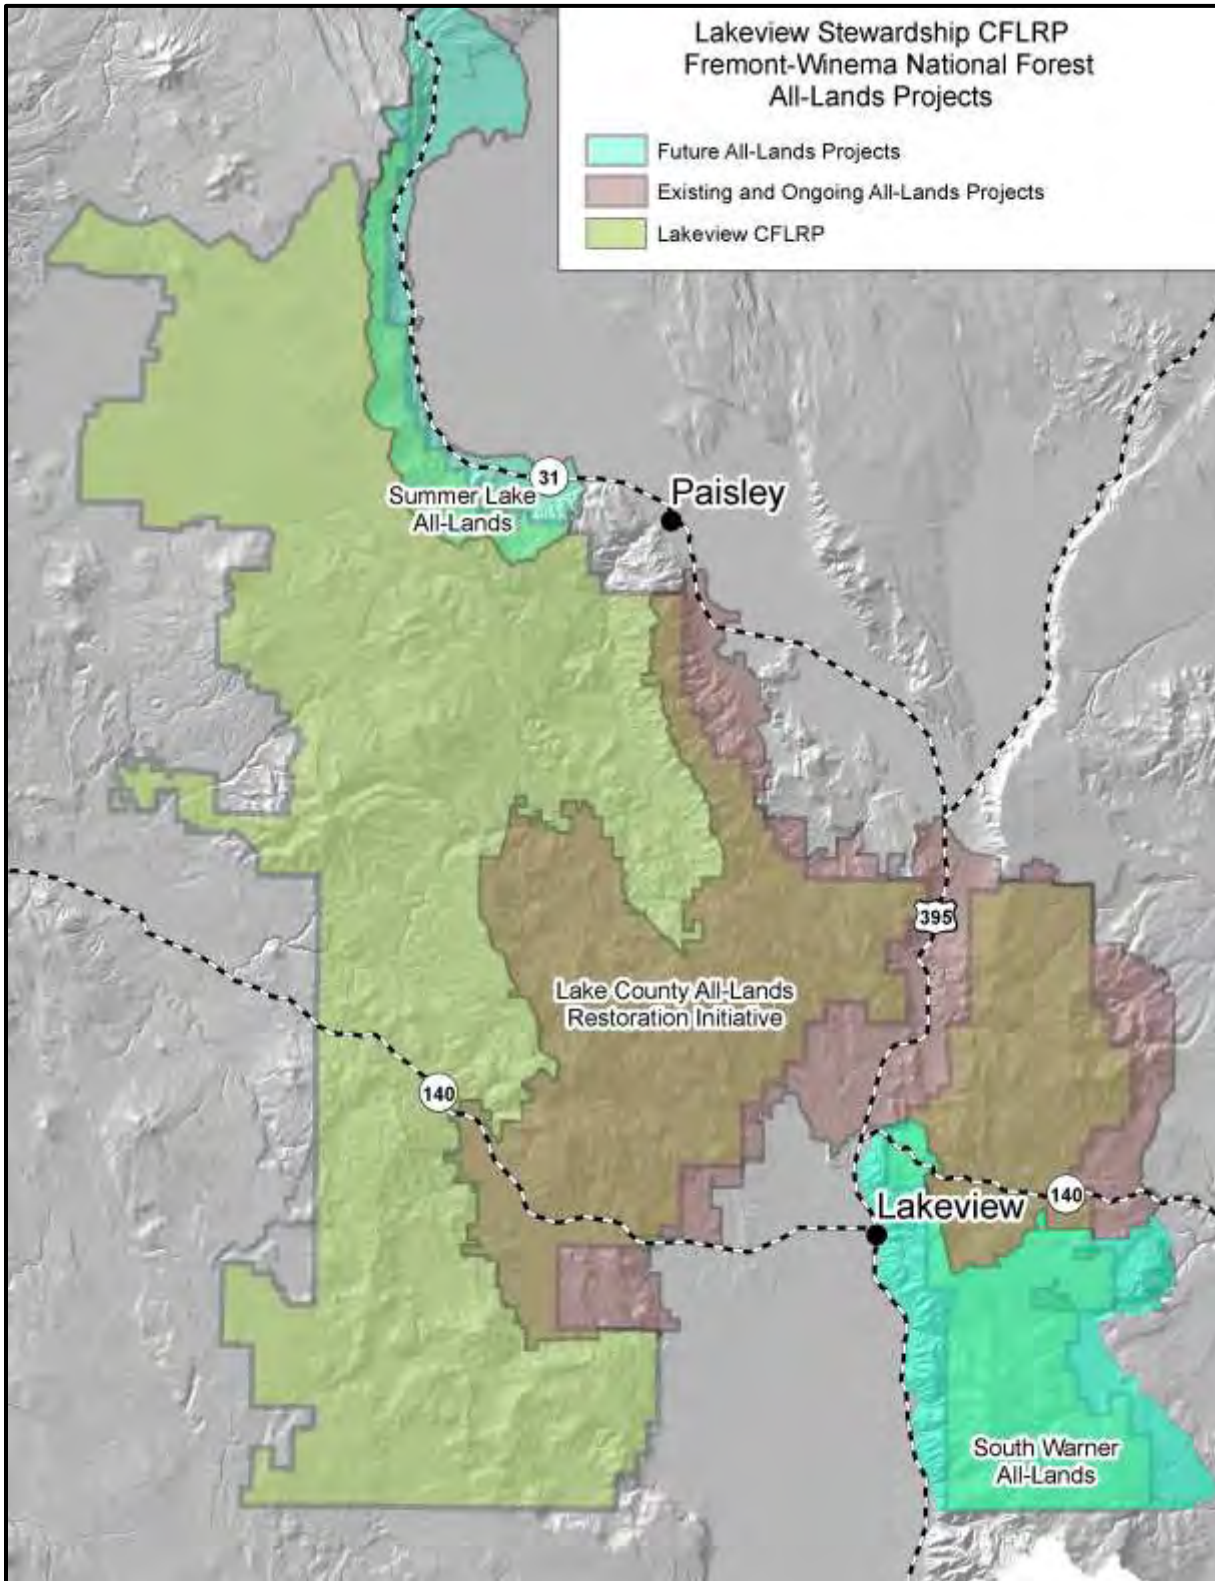 Lakeview Stewardship CFLRP
Fremont-Winema National Forest
All-Lands Projects
Future All-Lands Projects
Existing and Ongoing All-Lands Projects
Lakeview CFLRP
31
Summer Lake
All-Lands
Paisley
395
Lake County All-Lands
Restoration Initiative
140
140
Lakeview
South Warner
All-Lands